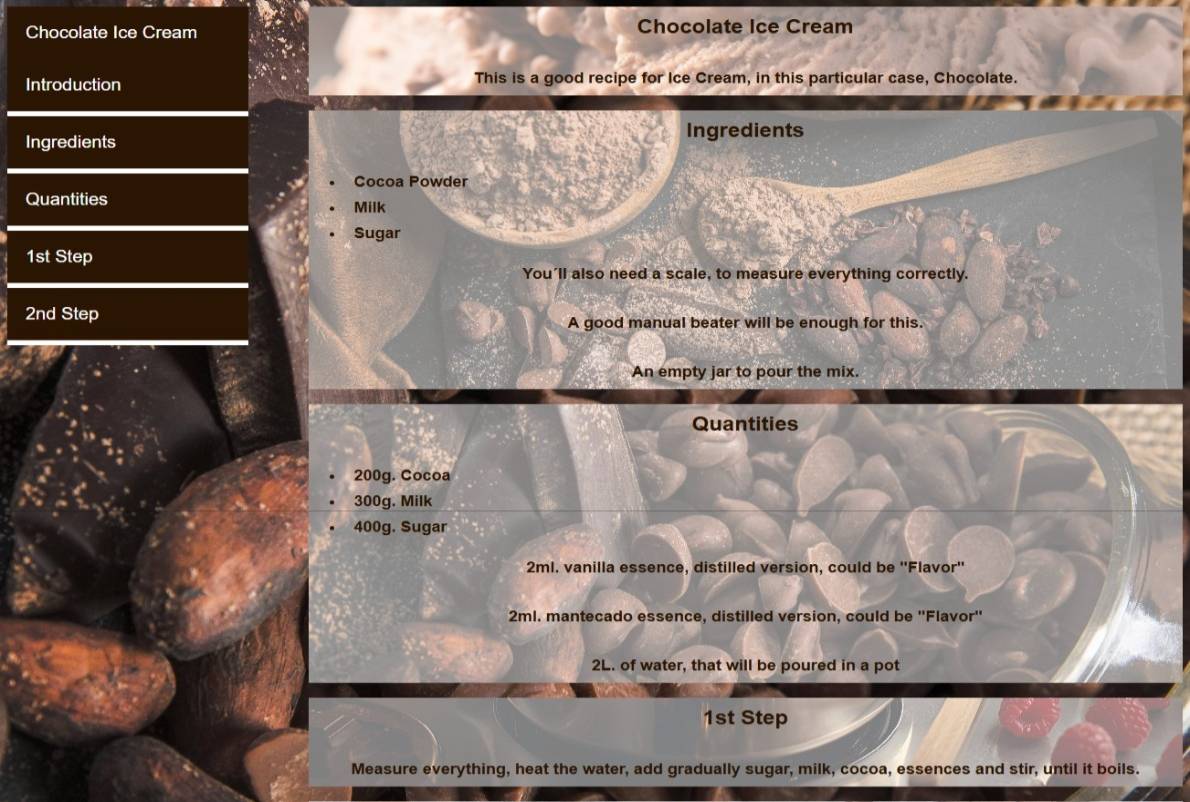 Chocolate Ice Cream
Introduction
Ingredients
Quantities
1st Step
2nd Step
Chocolate Ice Cream
This is a good recipe for Ice Cream, in this particular case, Chocolate.
Ingredients
• Cocoa Powder
• Milk
• Sugar
You´ll also need a scale, to measure everything correctly.
A good manual beater will be enough for this.
An empty jar to pour the mix.
Quantities
• 200g. Cocoa
• 300g. Milk
• 400g. Sugar
2ml. vanilla essence, distilled version, could be "Flavor"
2ml. mantecado essence, distilled version, could be "Flavor"
2L. of water, that will be poured in a pot
1st Step
Measure everything, heat the water, add gradually sugar, milk, cocoa, essences and stir, until it boils.